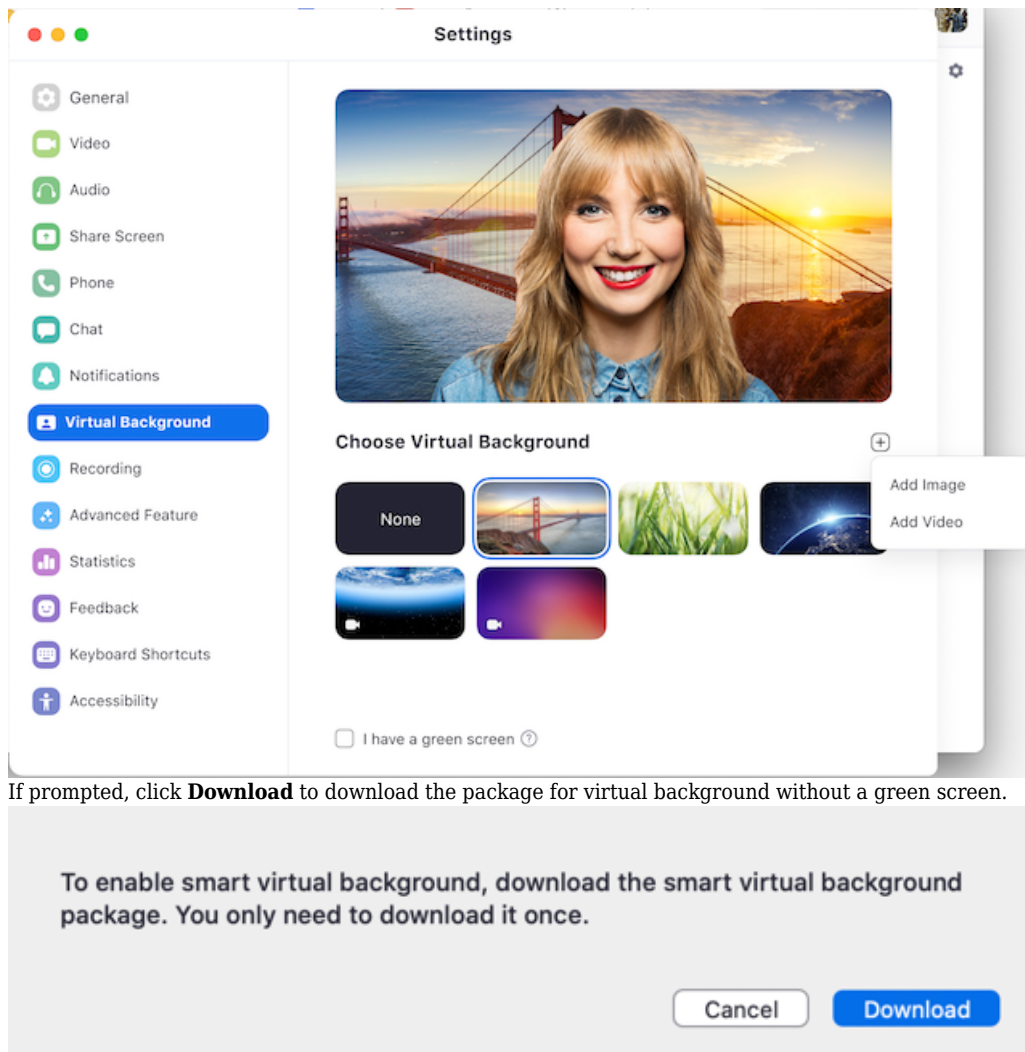 Settings
General
Video
Audio
Share Screen
Phone
Chat
Notifications
Virtual Background
Recording
Advanced Feature
Statistics
Feedback
Keyboard Shortcuts
Accessibility
Choose Virtual Background
Add Image
Add Video
None
I have a green screen ?
If prompted, click Download to download the package for virtual background without a green screen.
To enable smart virtual background, download the smart virtual background
package. You only need to download it once.
Cancel
Download